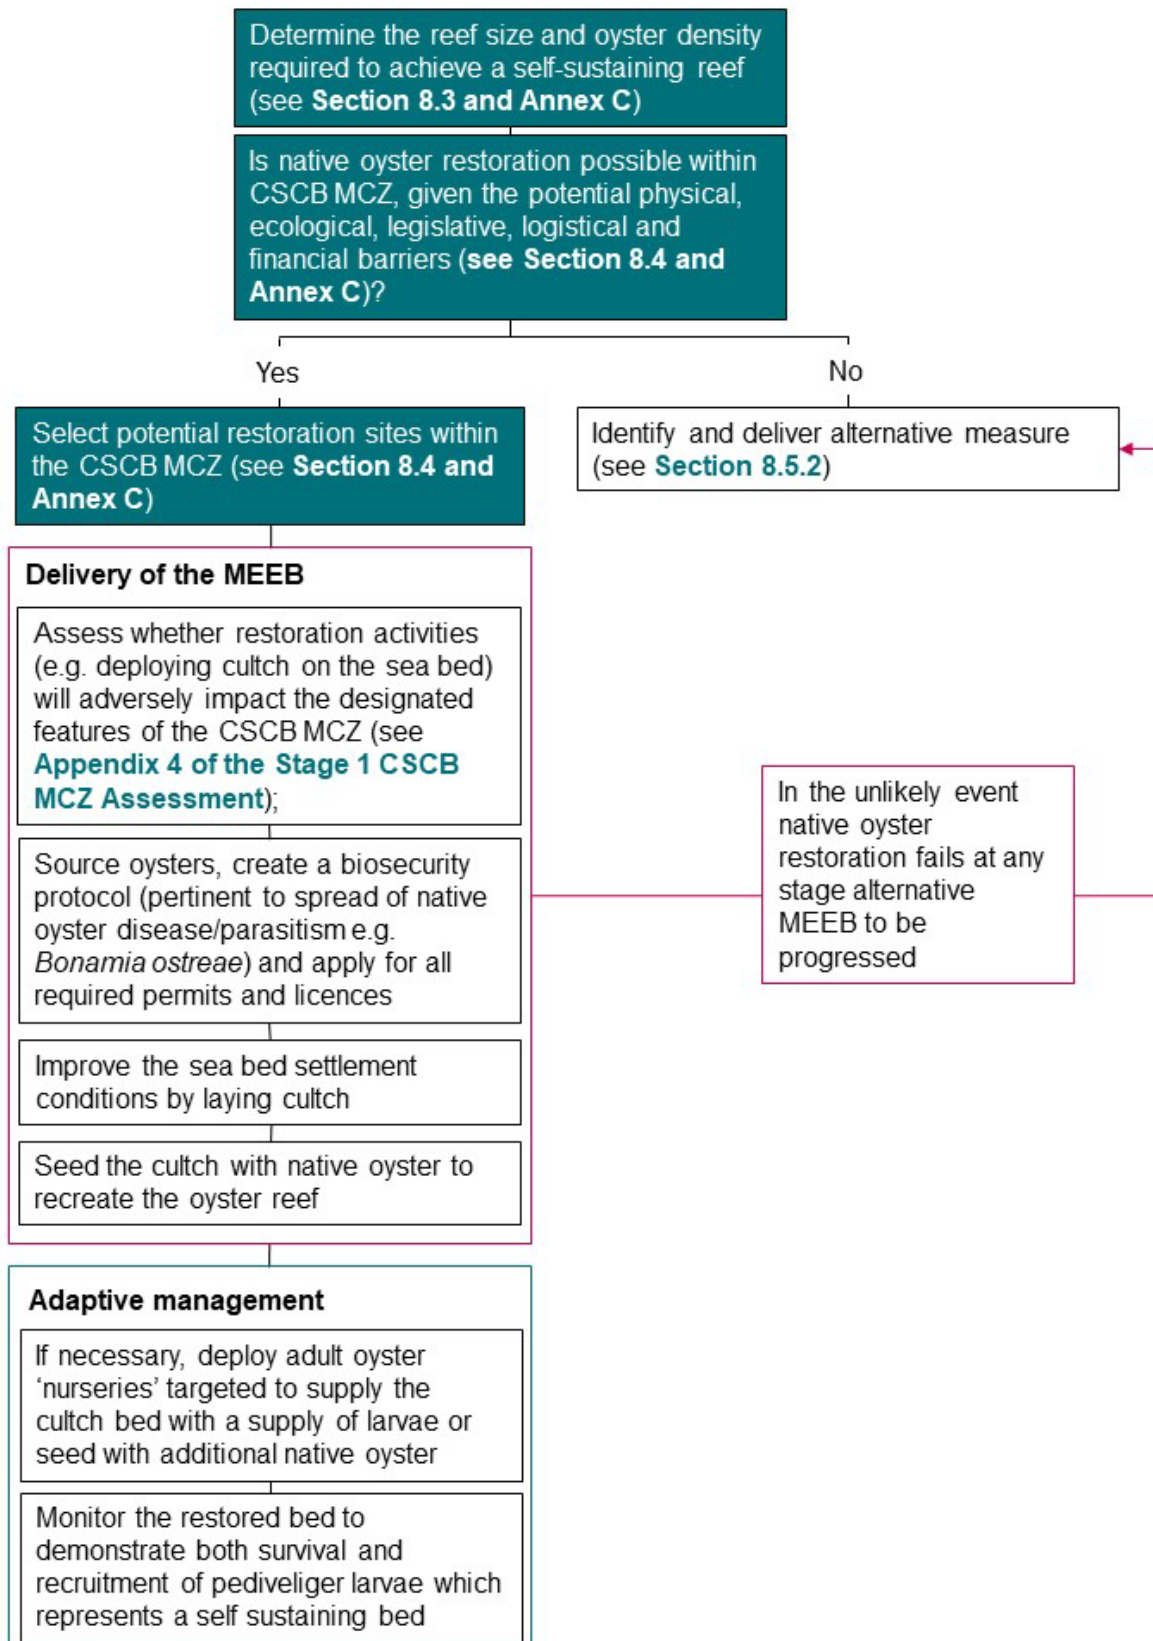 Determine the reef size and oyster density
required to achieve a self-sustaining reef
(see Section 8.3 and Annex C)
Is native oyster restoration possible within
CSCB MCZ, given the potential physical,
ecological, legislative, logistical and
financial barriers (see Section 8.4 and
Annex C)?
Yes
No
Select potential restoration sites within
the CSCB MCZ (see Section 8.4 and
Annex C)
Identify and deliver alternative measure
(see Section 8.5.2)
Delivery of the MEEB
Assess whether restoration activities
(e.g. deploying cultch on the sea bed)
will adversely impact the designated
features of the CSCB MCZ (see
Appendix 4 of the Stage 1 CSCB
MCZ Assessment);
Source oysters, create a biosecurity
protocol (pertinent to spread of native
oyster disease/parasitism e.g.
Bonamia ostreae) and apply for all
required permits and licences
Improve the sea bed settlement
conditions by laying cultch
Seed the cultch with native oyster to
recreate the oyster reef
In the unlikely event
native oyster
restoration fails at any
stage alternative
MEEB to be
progressed
Adaptive management
If necessary, deploy adult oyster
‘nurseries’ targeted to supply the
cultch bed with a supply of larvae or
seed with additional native oyster
Monitor the restored bed to
demonstrate both survival and
recruitment of pediveliger larvae which
represents a self sustaining bed